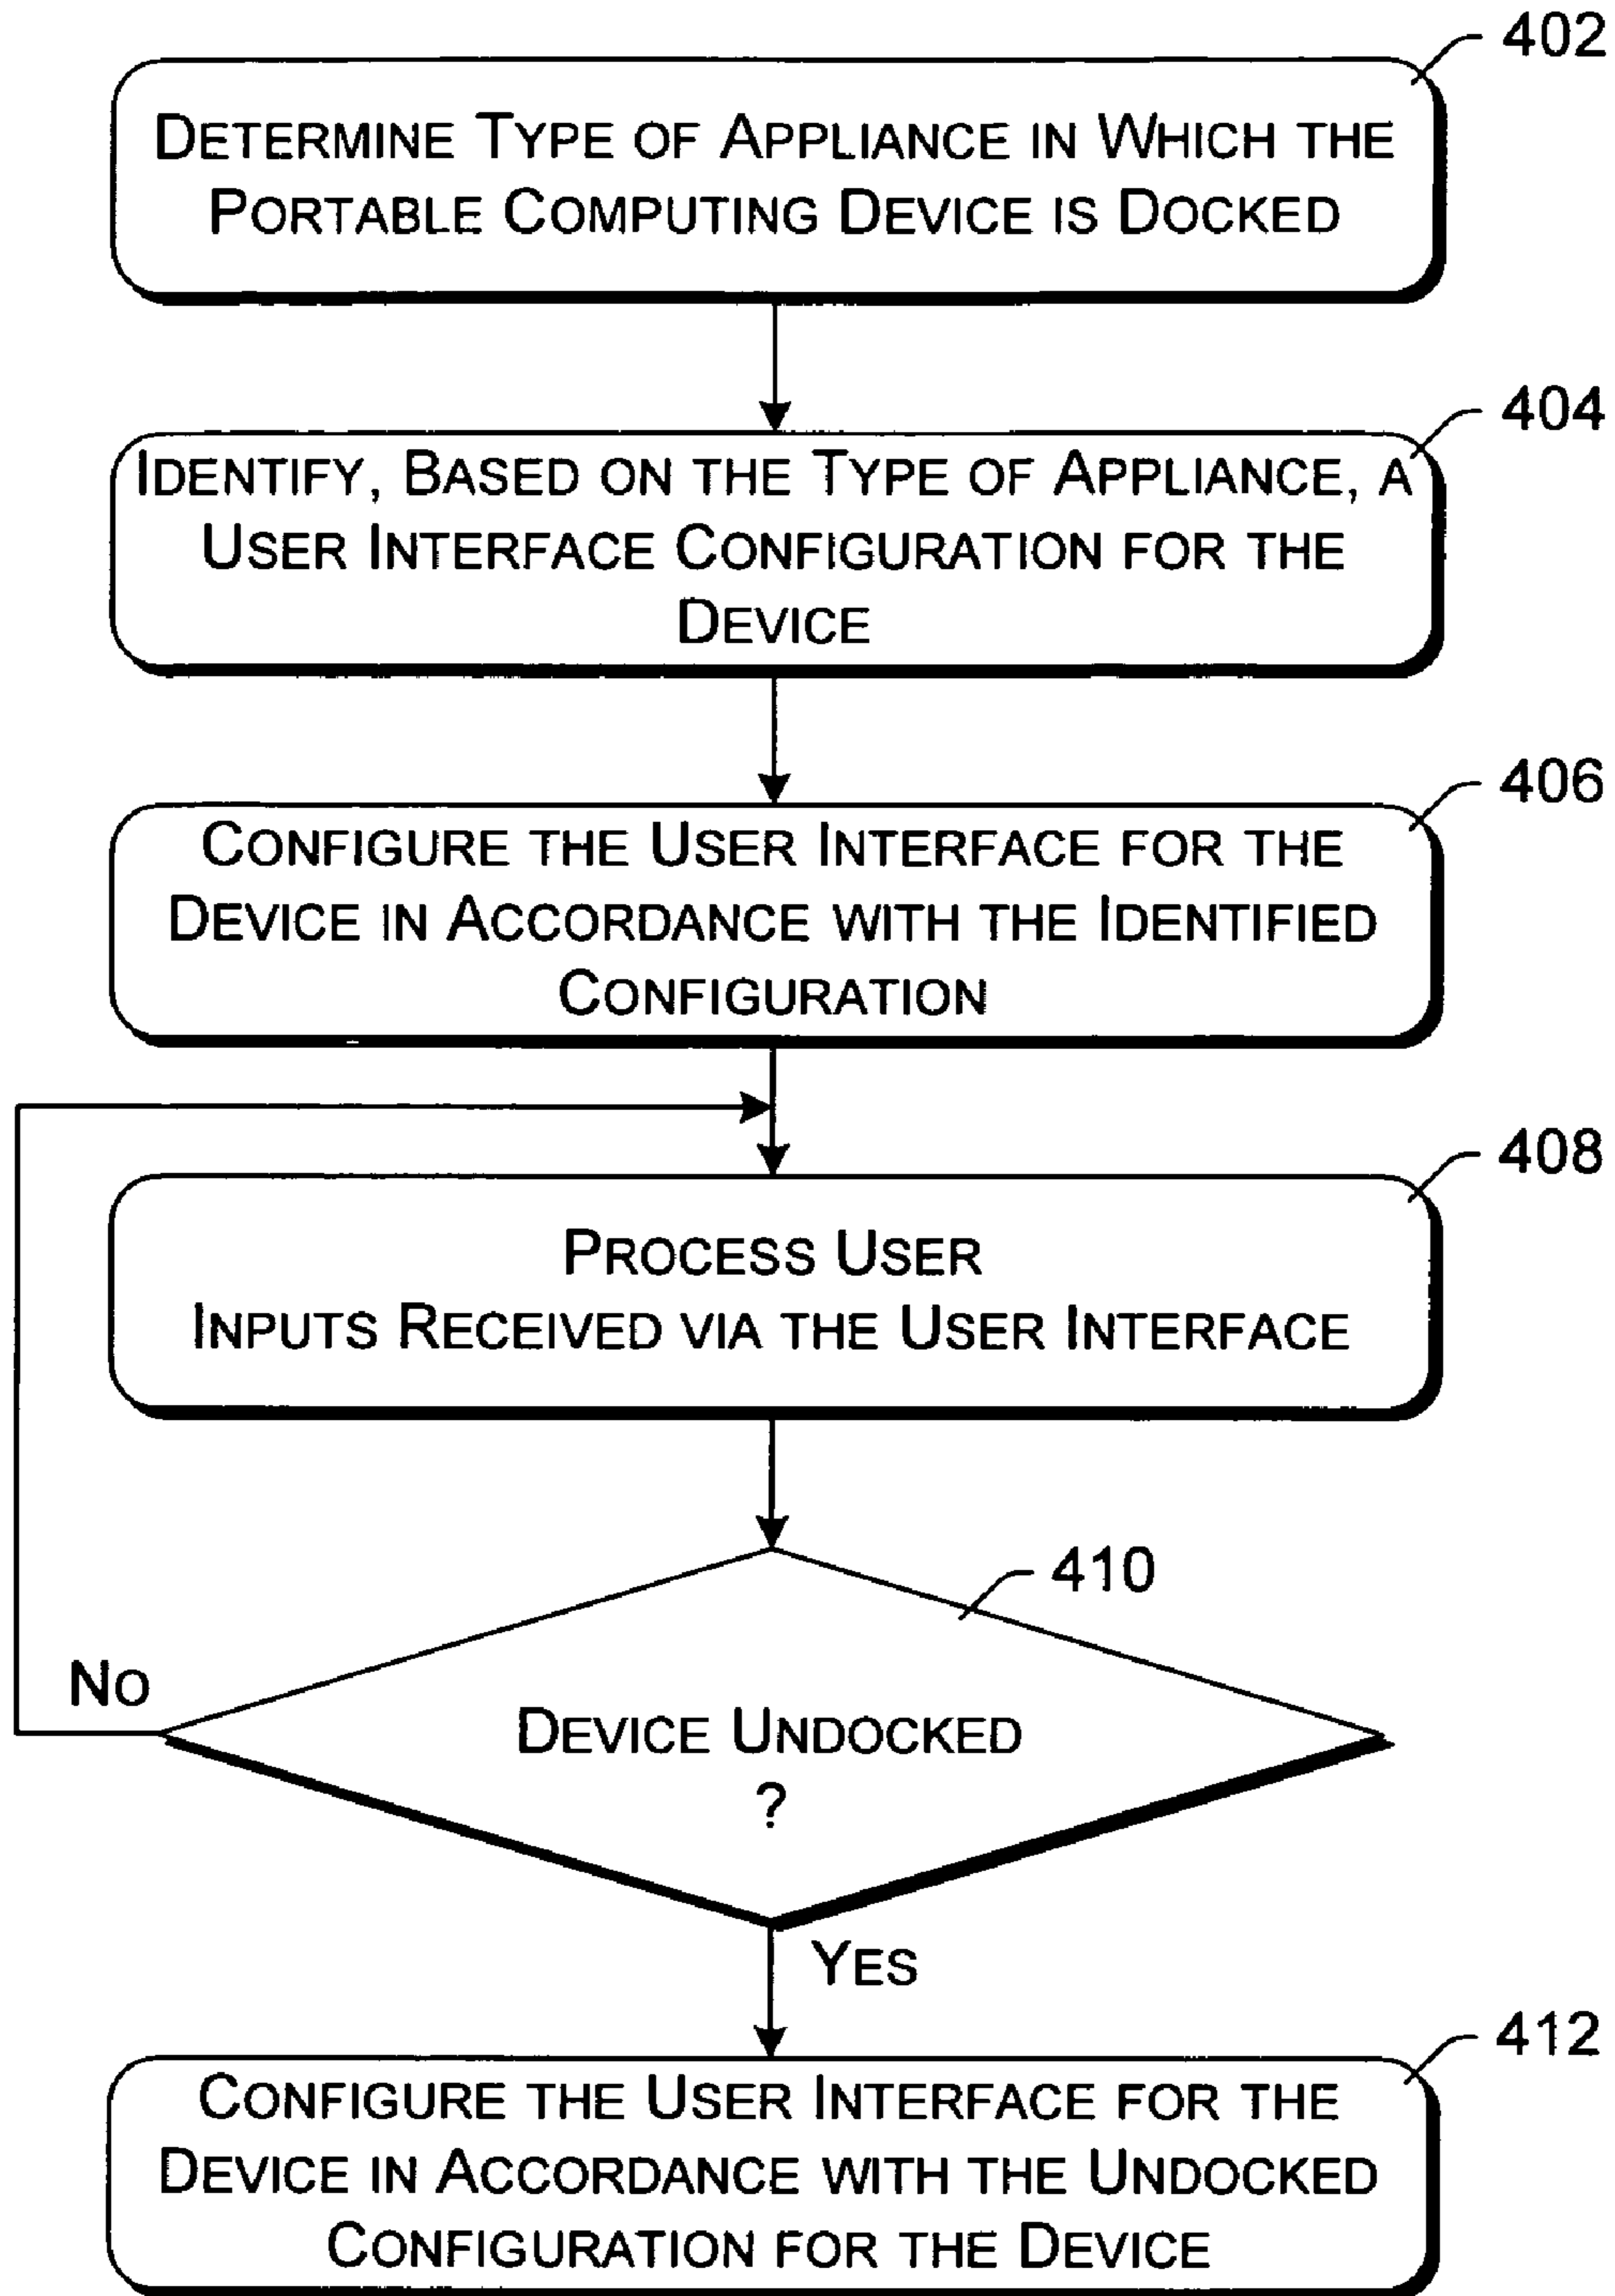 402
DETERMINE TYPE OF APPLIANCE IN WHICH THE
PORTABLE COMPUTING DEVICE IS DOCKED
404
IDENTIFY, BASED ON THE TYPE OF APPLIANCE, A
USER INTERFACE CONFIGURATION FOR THE
DEVICE
406
CONFIGURE THE USER INTERFACE FOR THE
DEVICE IN ACCORDANCE WITH THE IDENTIFIED
CONFIGURATION
408
PROCESS USER
INPUTS RECEIVED VIA THE USER INTERFACE
410
NO
DEVICE UNDOCKED
?
YES
412
CONFIGURE THE USER INTERFACE FOR THE
DEVICE IN ACCORDANCE WITH THE UNDOCKED
CONFIGURATION FOR THE DEVICE